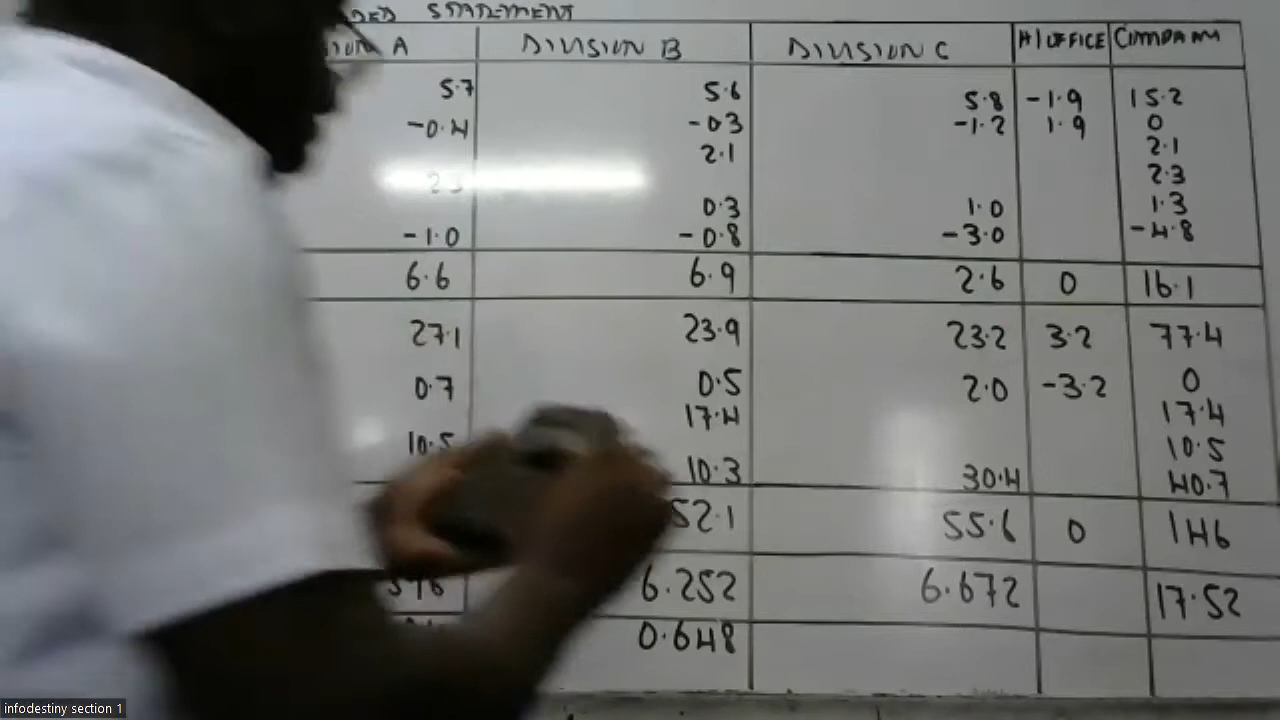 STATEMENT
A DIVISION B DIVISION C H/OFFICE COMPANY
5.7 5.6 5.8 -1.9 15.2
-0.4 -0.3 -1.2 1.9 0
2.1 2.1
2.3 2.3
0.3 1.0 1.3
-1.0 -0.8 -3.0 -4.8
6.6 6.9 2.6 0 16.1
27.1 23.9 23.2 3.2 77.4
0.7 0.5 2.0 -3.2 0
17.4 17.4
10.5 10.5
10.3 30.4 40.7
52.1 55.6 0 146
6.252 6.672 17.52
0.648
infodestiny section 1